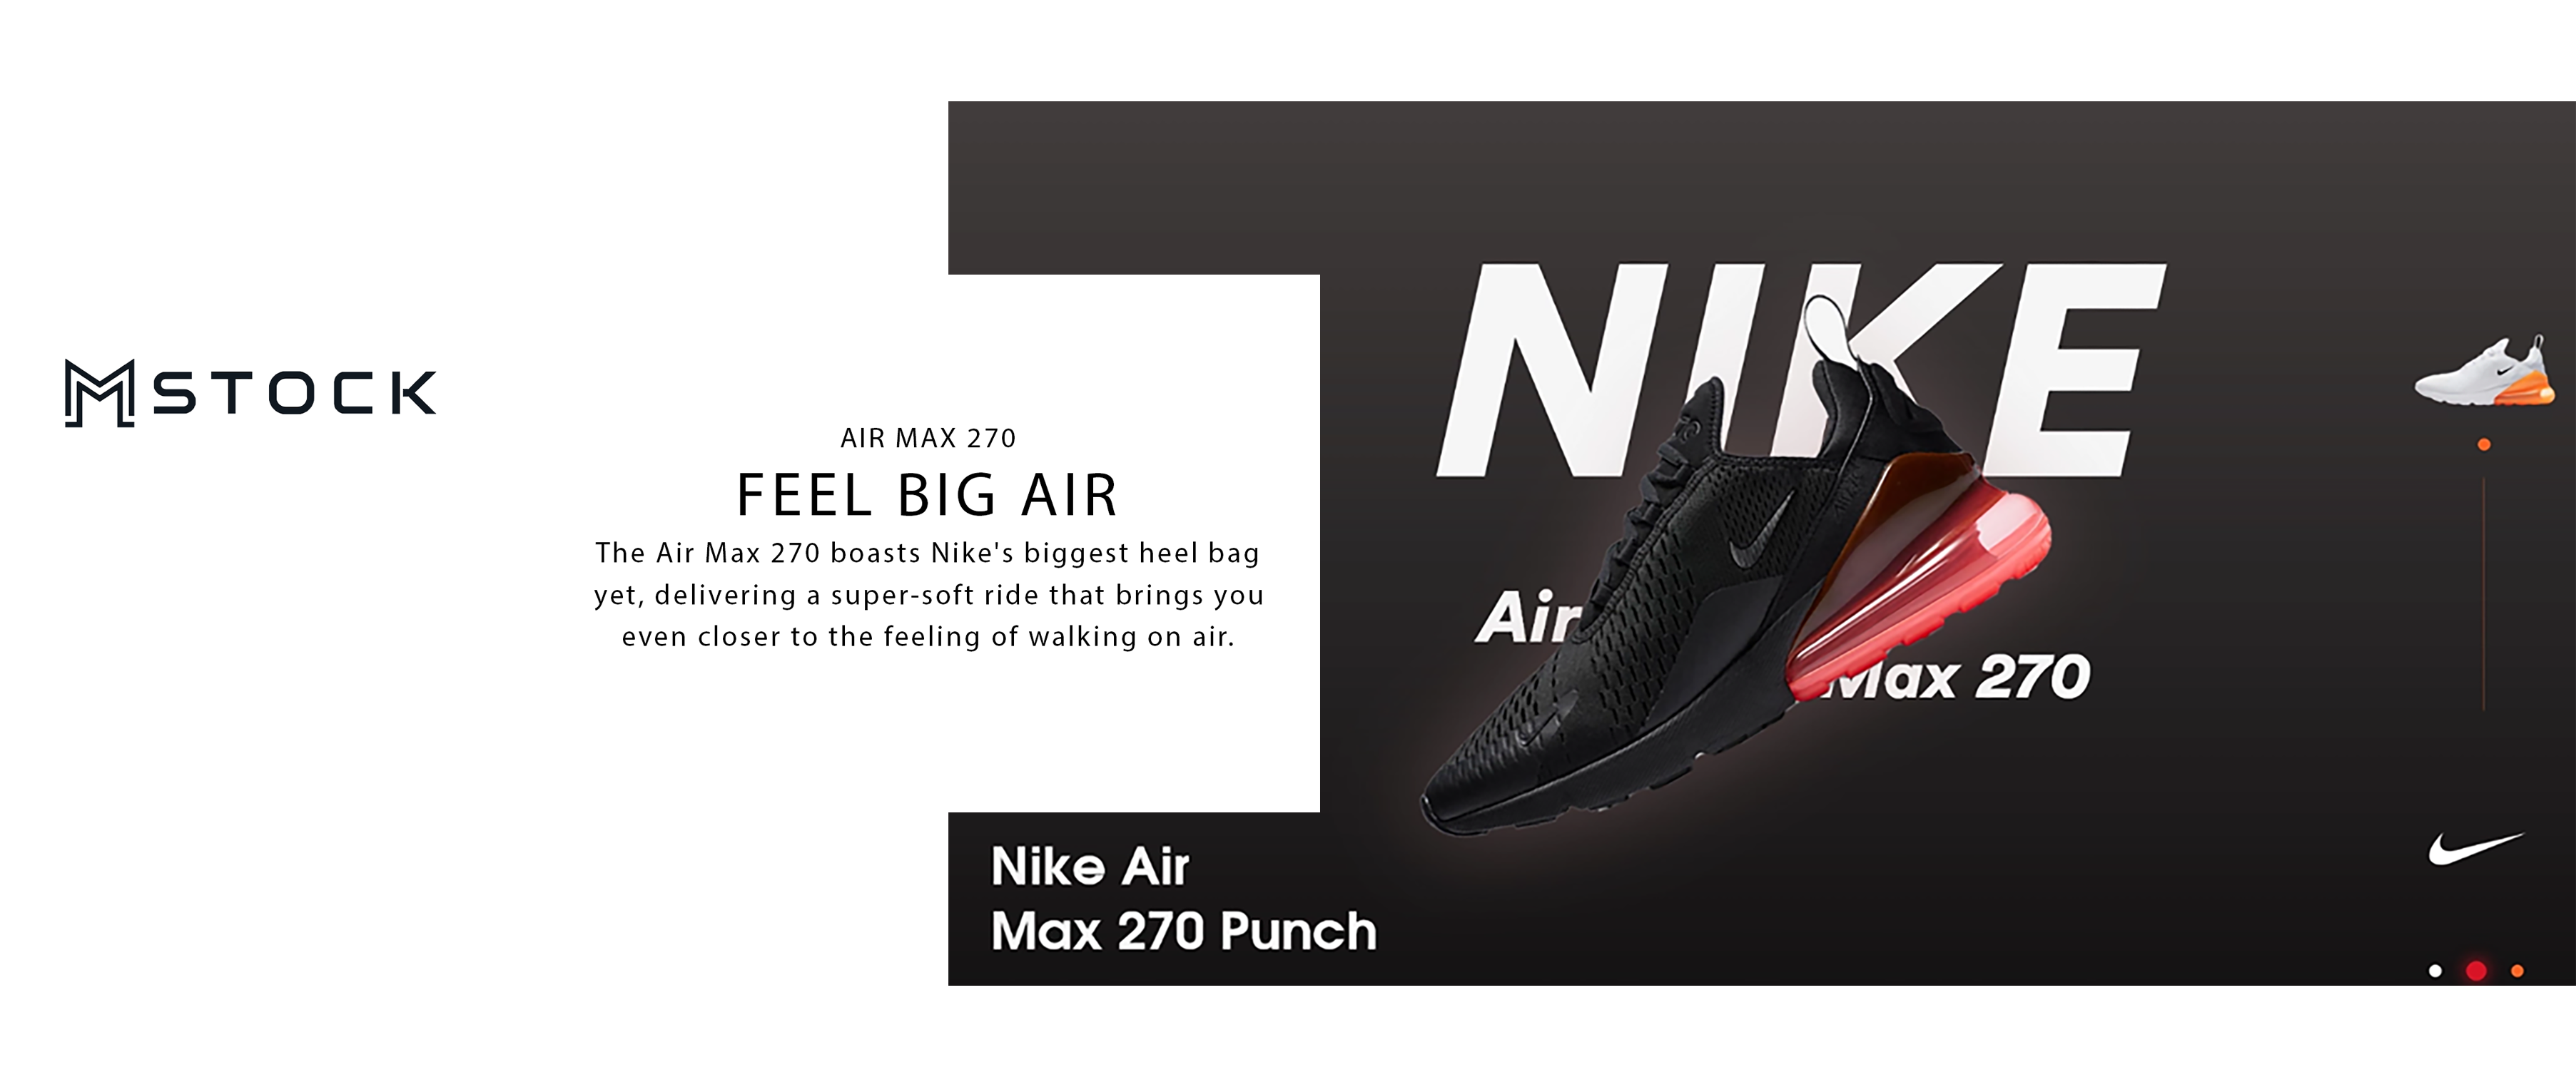 MSTOCK
AIR MAX 270
FEEL BIG AIR
The Air Max 270 boasts Nike's biggest heel bag
yet, delivering a super-soft ride that brings you
even closer to the feeling of walking on air.
NIKE
Air
Max 270
Nike Air
Max 270 Punch